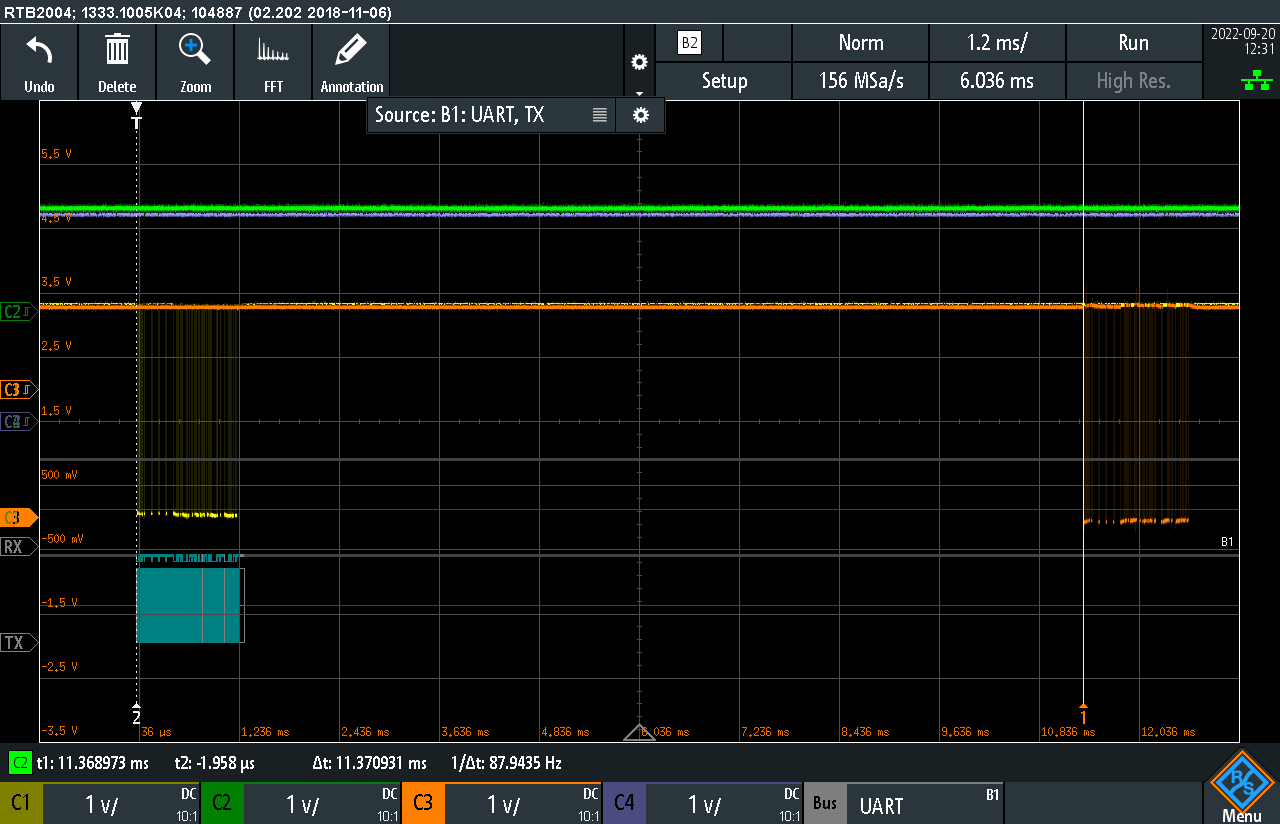 RTB2004; 1333.1005K04; 104887 (02.202 2018-11-06)
Undo
Delete
Zoom
FFT
Annotation
B2
Setup
Norm
156 MSa/s
1.2 ms/
6.036 ms
Run
High Res.
2022-09-20
12:31
Source: B1: UART, TX
T
5.5 V
4.5 V
3.5 V
2.5 V
1.5 V
500 mV
-500 mV
-1.5 V
-2.5 V
-3.5 V
C2
C3
C3
RX
TX
B1
2
1
36 µs
1.236 ms
2.436 ms
3.636 ms
4.836 ms
6.036 ms
7.236 ms
8.436 ms
9.636 ms
10.836 ms
12.036 ms
C2 t1: 11.368973 ms t2: -1.958 µs Δt: 11.370931 ms 1/Δt: 87.9435 Hz
C1 1 V/ DC 10:1
C2 1 V/ DC 10:1
C3 1 V/ DC 10:1
C4 1 V/ DC 10:1
Bus UART B1
R S
Menu